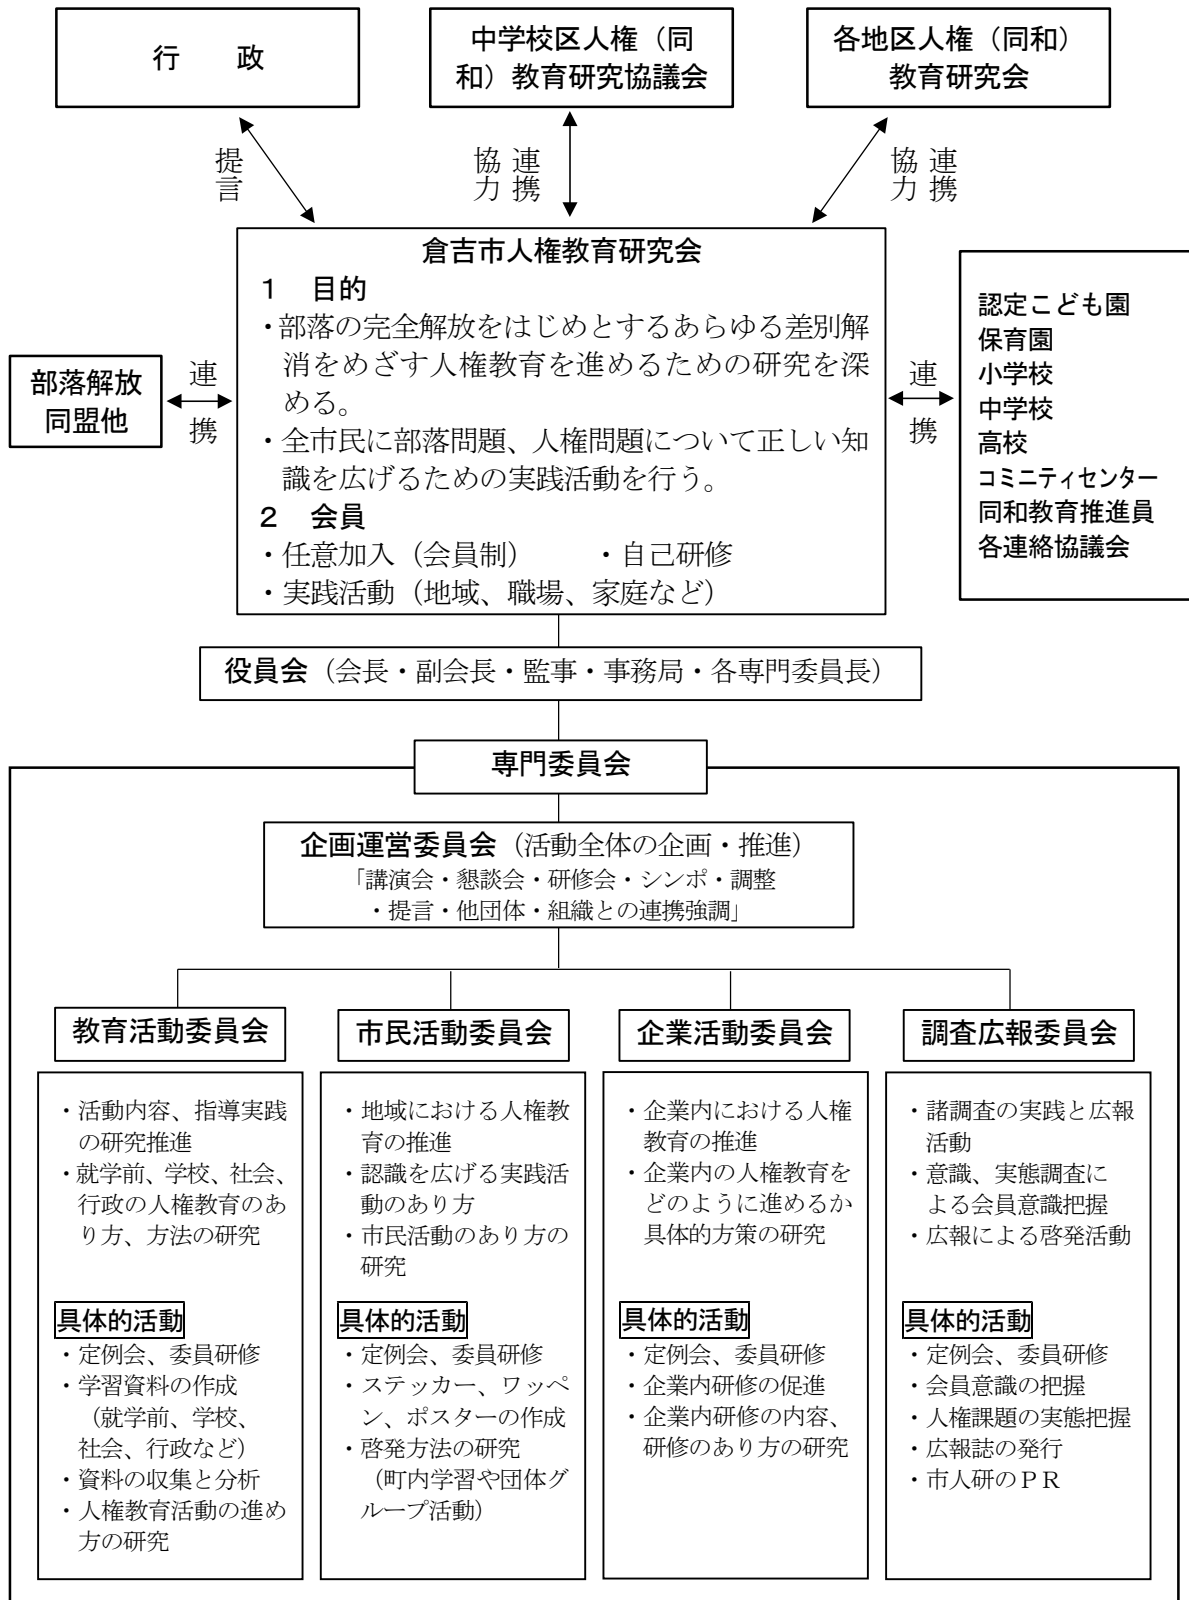 行　　政
中学校区人権（同
和）教育研究協議会
各地区人権（同和）
教育研究会
提言
連携
協力
連携
協力
倉吉市人権教育研究会
１　目的
・部落の完全解放をはじめとするあらゆる差別解
消をめざす人権教育を進めるための研究を深
める。
・全市民に部落問題、人権問題について正しい知
識を広げるための実践活動を行う。
２　会員
・任意加入（会員制）　　・自己研修
・実践活動（地域、職場、家庭など）
部落解放
同盟他
連
携
連
携
認定こども園
保育園
小学校
中学校
高校
コミニティセンター
同和教育推進員
各連絡協議会
役員会（会長・副会長・監事・事務局・各専門委員長）
専門委員会
企画運営委員会（活動全体の企画・推進）
「講演会・懇談会・研修会・シンポ・調整
・提言・他団体・組織との連携強調」
教育活動委員会
・活動内容、指導実践
の研究推進
・就学前、学校、社会、
行政の人権教育のあ
り方、方法の研究
具体的活動
・定例会、委員研修
・学習資料の作成
（就学前、学校、
社会、行政など）
・資料の収集と分析
・人権教育活動の進め
方の研究
市民活動委員会
・地域における人権教
育の推進
・認識を広げる実践活
動のあり方
・市民活動のあり方の
研究
具体的活動
・定例会、委員研修
・ステッカー、ワッペ
ン、ポスターの作成
・啓発方法の研究
（町内学習や団体グ
ループ活動）
企業活動委員会
・企業内における人権
教育の推進
・企業内の人権教育を
どのように進めるか
具体的方策の研究
具体的活動
・定例会、委員研修
・企業内研修の促進
・企業内研修の内容、
研修のあり方の研究
調査広報委員会
・諸調査の実践と広報
活動
・意識、実態調査に
よる会員意識把握
・広報による啓発活動
具体的活動
・定例会、委員研修
・会員意識の把握
・人権課題の実態把握
・広報誌の発行
・市人研のＰＲ